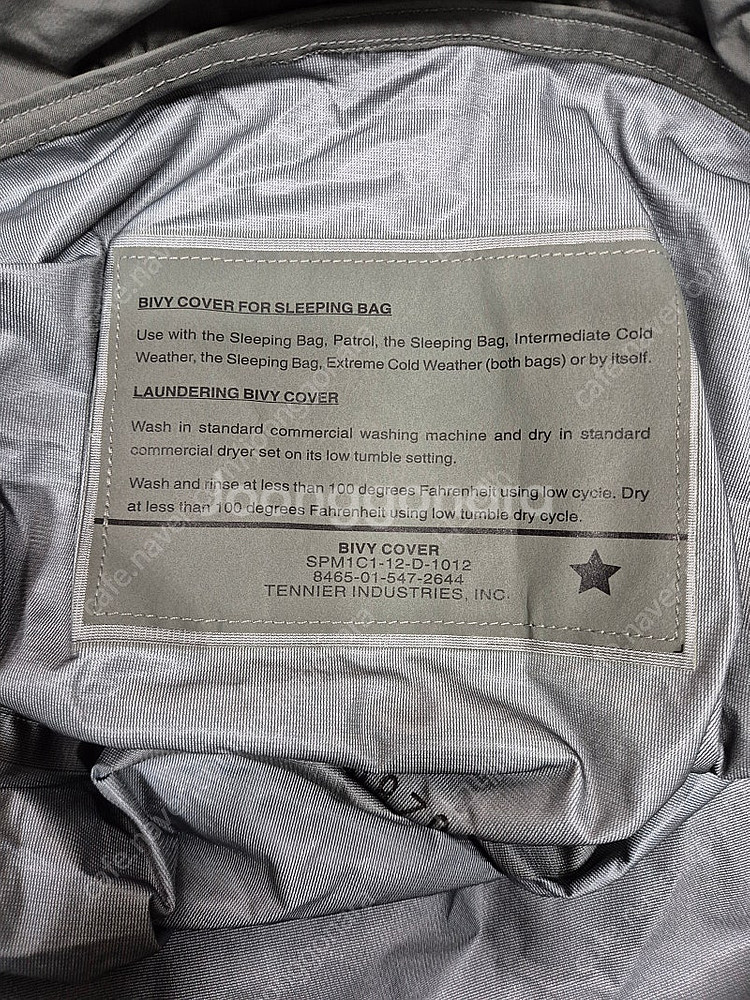 BIVY COVER FOR SLEEPING BAG
Use with the Sleeping Bag, Patrol, the Sleeping Bag, Intermediate Cold
Weather, the Sleeping Bag, Extreme Cold Weather (both bags) or by itself.
LAUNDERING BIVY COVER
Wash in standard commercial washing machine and dry in standard
commercial dryer set on its low tumble setting.
Wash and rinse at less than 100 degrees Fahrenheit using low cycle. Dry
at less than 100 degrees Fahrenheit using low tumble dry cycle.
BIVY COVER
SPM1C1-12-D-1012
8465-01-547-2644
TENNIER INDUSTRIES, INC.